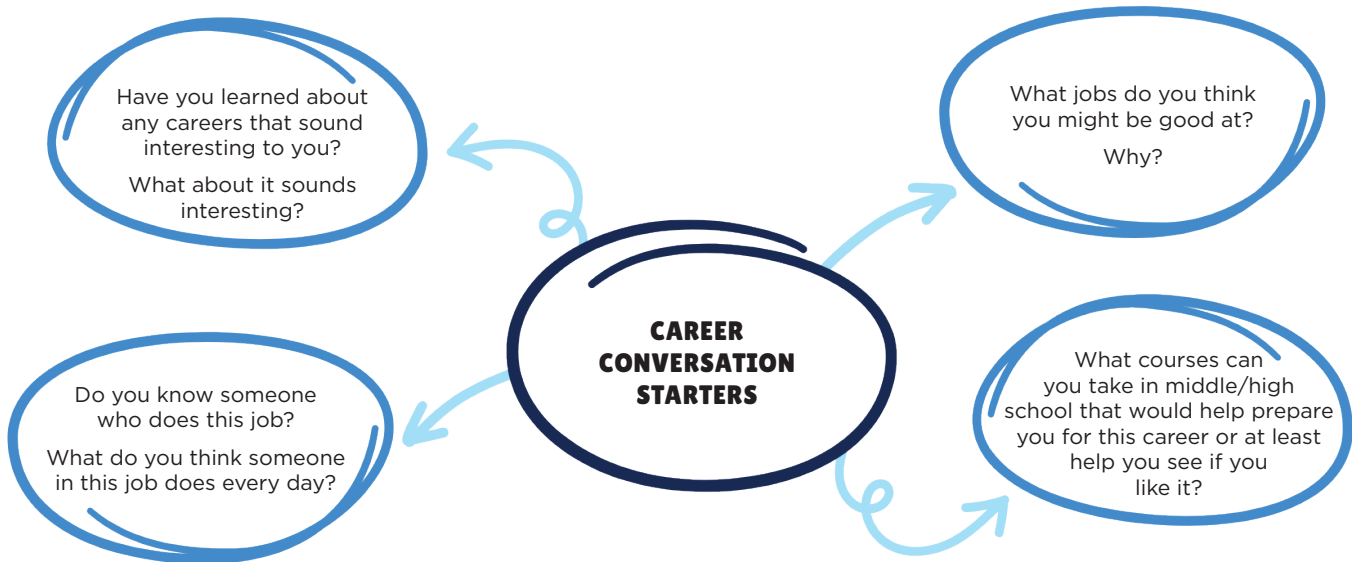 Have you learned about
any careers that sound
interesting to you?
What about it sounds
interesting?
What jobs do you think
you might be good at?
Why?
CAREER
CONVERSATION
STARTERS
Do you know someone
who does this job?
What do you think someone
in this job does every day?
What courses can
you take in middle/high
school that would help prepare
you for this career or at least
help you see if you
like it?